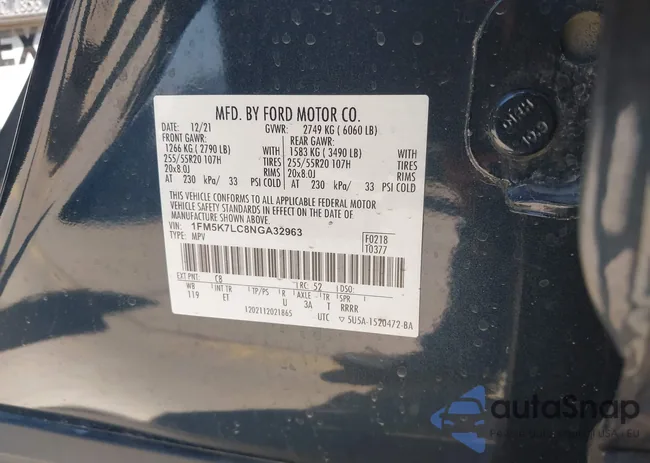 EX
MFD. BY FORD MOTOR CO.
DATE: 12/21 GVWR: 2749 KG ( 6060 LB)
FRONT GAWR: REAR GAWR:
1266 KG ( 2790 LB) WITH 1583 KG ( 3490 LB) WITH
255/55R20 107H TIRES 255/55R20 107H TIRES
20x8.0J RIMS 20x8.0J RIMS
AT 230 kPa/ 33 PSI COLD AT 230 kPa/ 33 PSI COLD
THIS VEHICLE CONFORMS TO ALL APPLICABLE FEDERAL MOTOR
VEHICLE SAFETY STANDARDS IN EFFECT ON THE DATE OF
MANUFACTURE SHOWN ABOVE.
VIN: 1FM5K7LC8NGA32963
TYPE: MPV
F0218
T0377
EXT PNT: C8 RC: 52 DSO:
WB INT TR TP/PS R AXLE TR SPR
119 ET U 3A T RRRR
1202112021865 UTC ▽ 5USA-1520472-BA
autoSnap